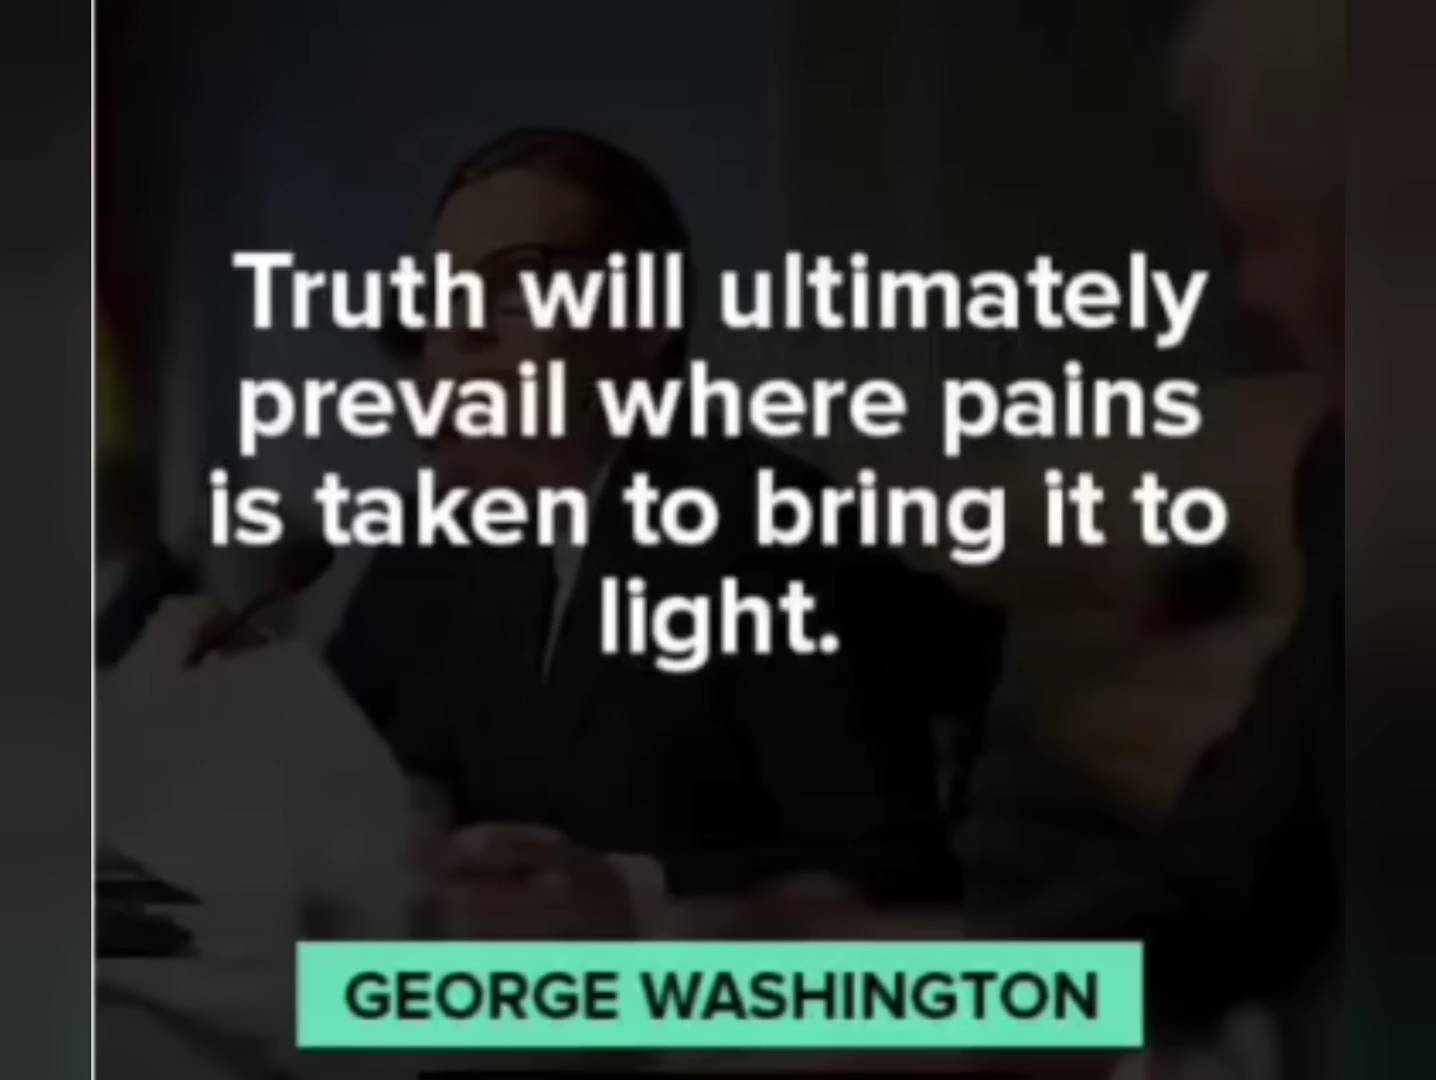 Truth will ultimately
prevail where pains
is taken to bring it to
light.
GEORGE WASHINGTON